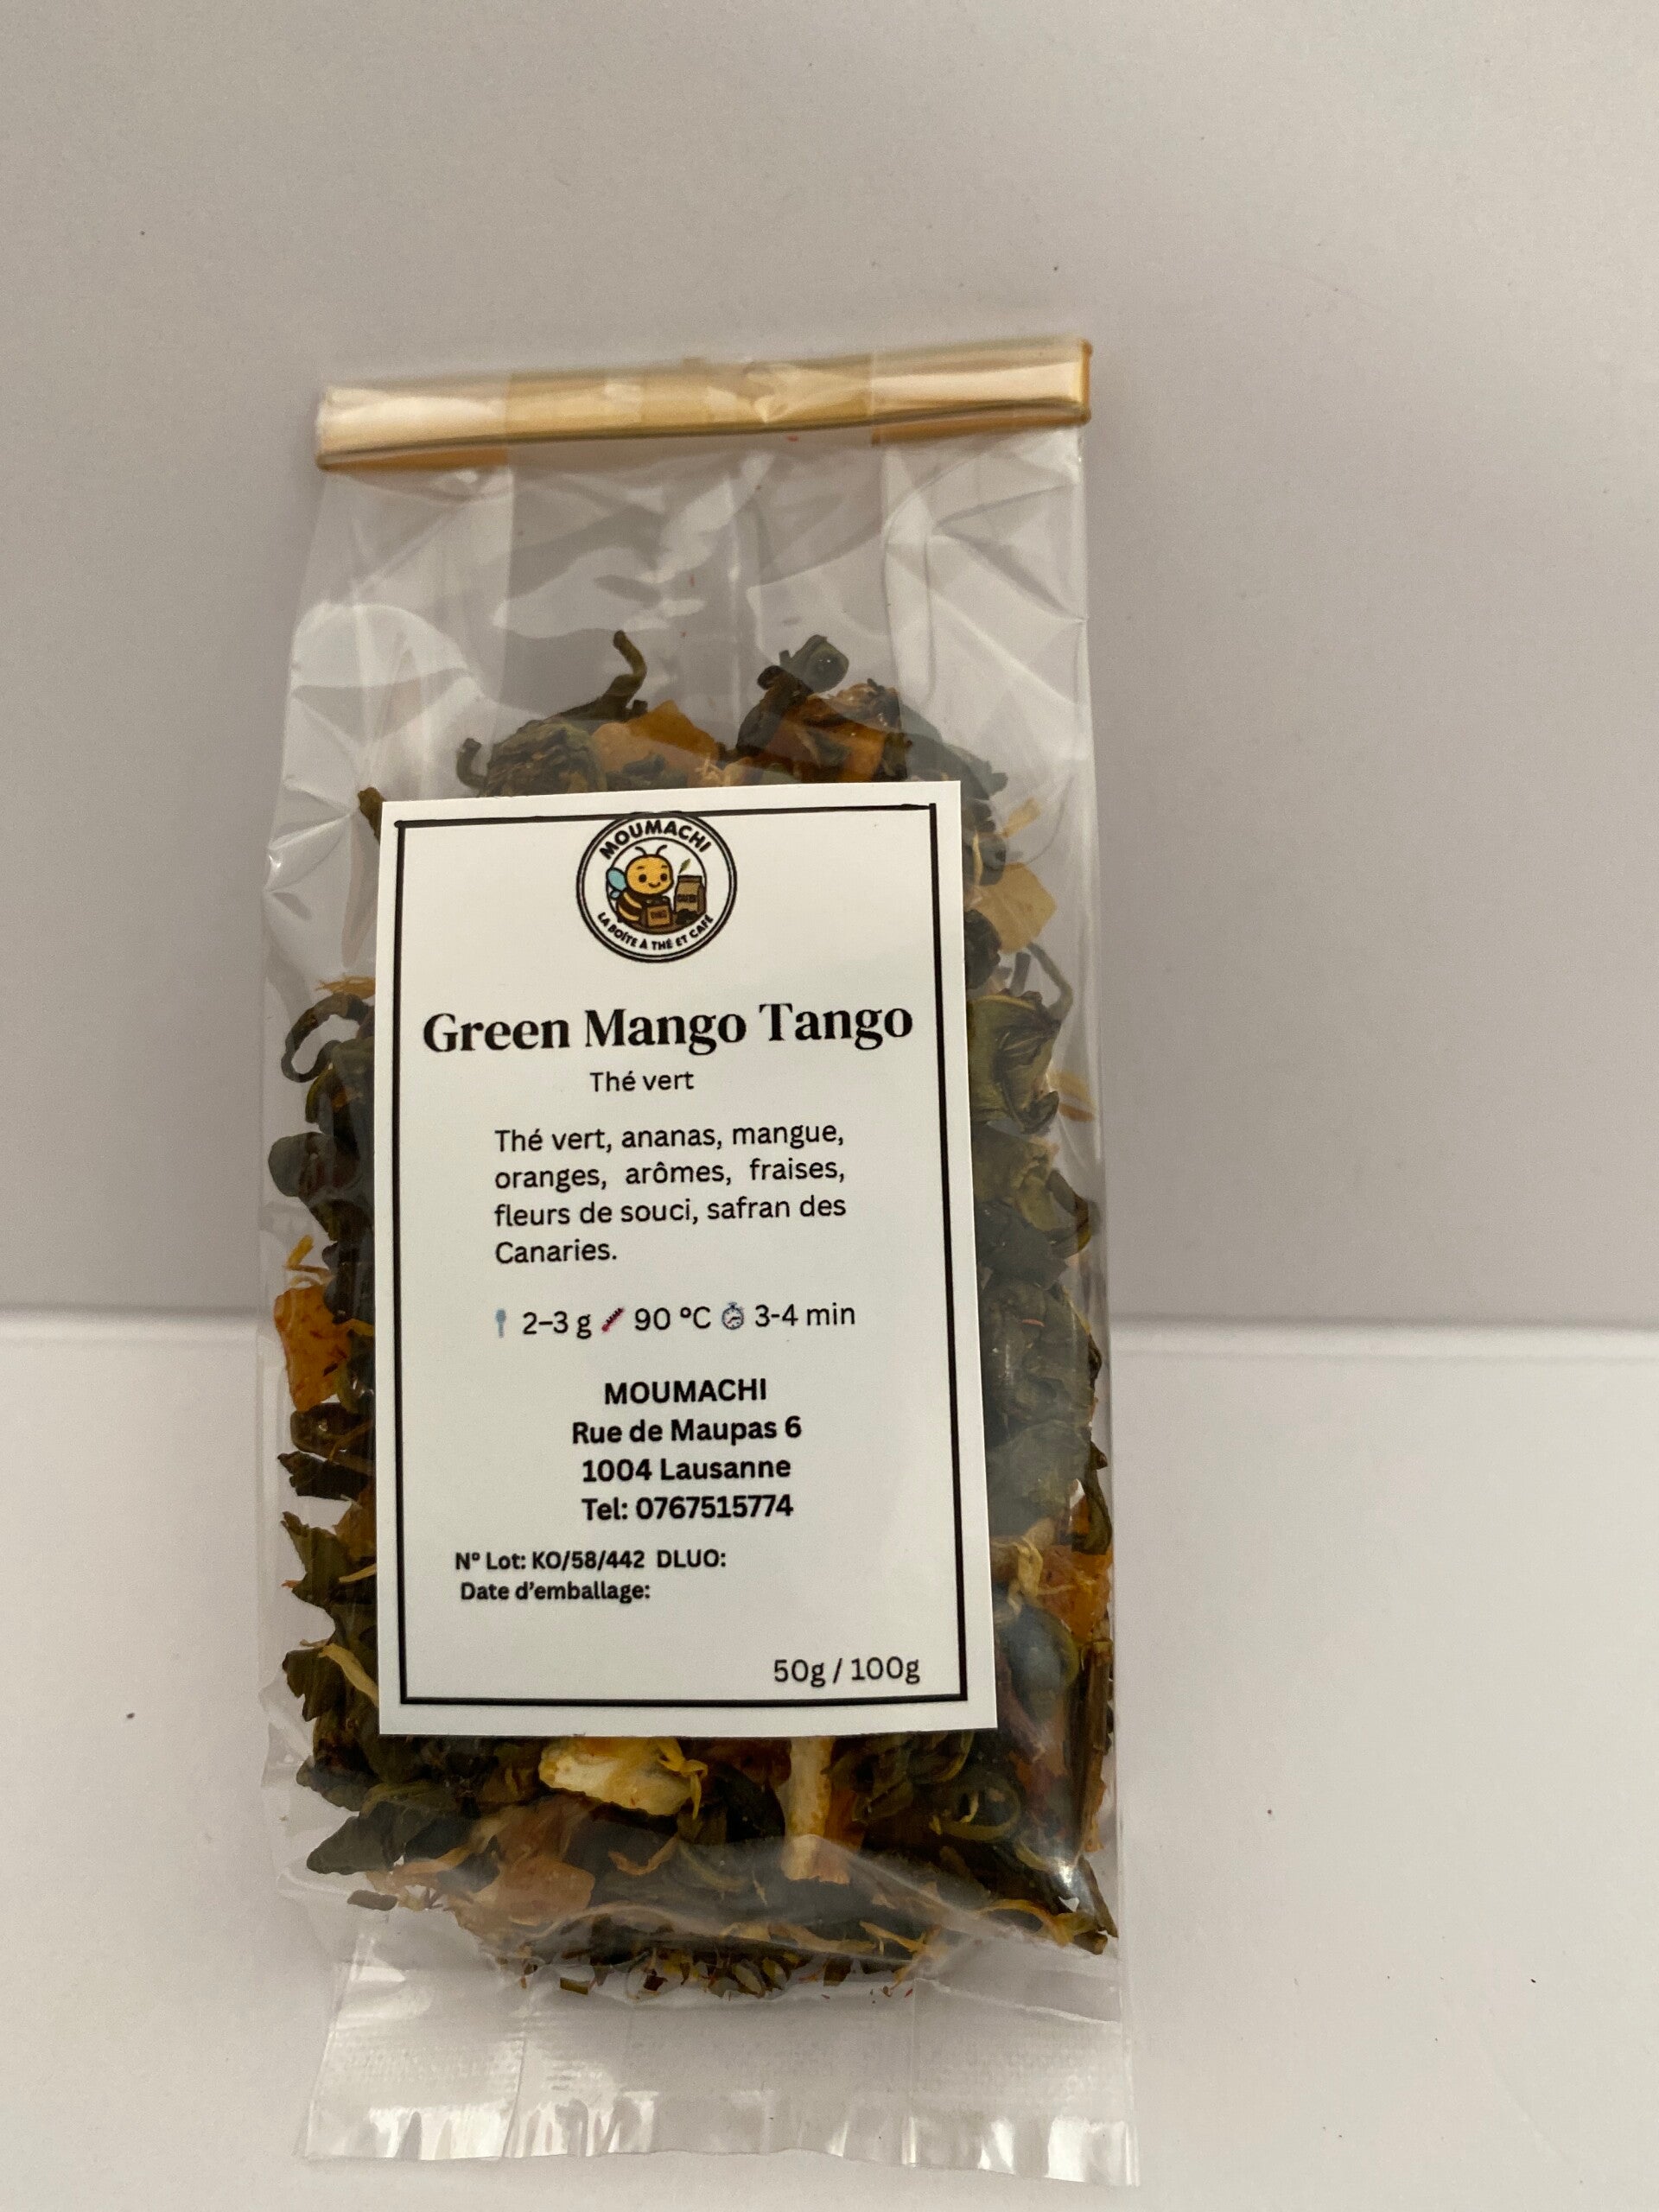 MOUMACHI
LA BOÎTE À THÉ ET CAFÉ
Green Mango Tango
Thé vert
Thé vert, ananas, mangue,
oranges, arômes, fraises,
fleurs de souci, safran des
Canaries.
2–3 g 90 °C 3-4 min
MOUMACHI
Rue de Maupas 6
1004 Lausanne
Tel: 0767515774
N° Lot: KO/58/442 DLUO:
Date d'emballage:
50g / 100g